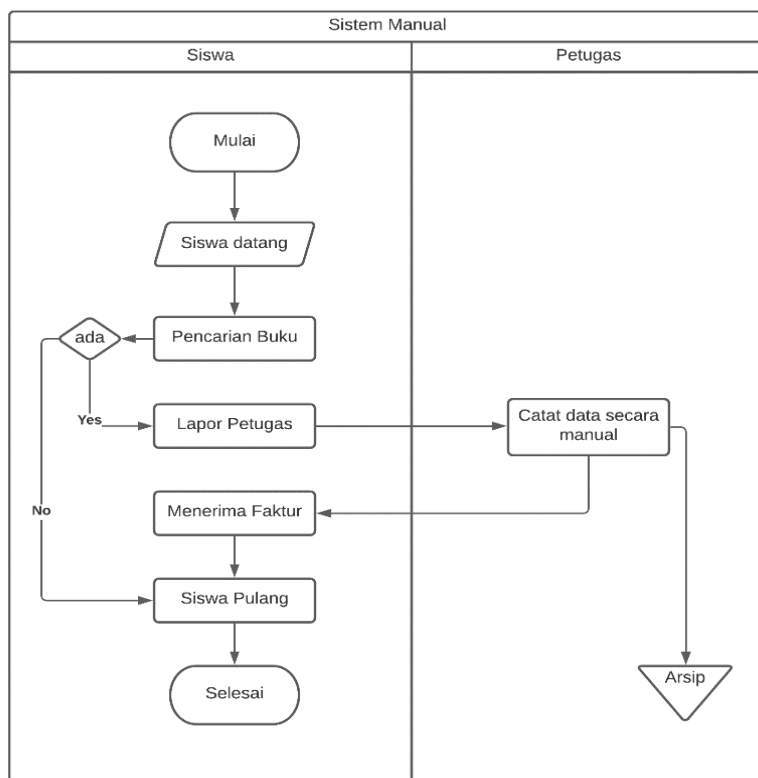 Sistem Manual
Siswa
Petugas
Mulai
Siswa datang
ada
Pencarian Buku
Yes
Lapor Petugas
Catat data secara
manual
No
Menerima Faktur
Siswa Pulang
Selesai
Arsip